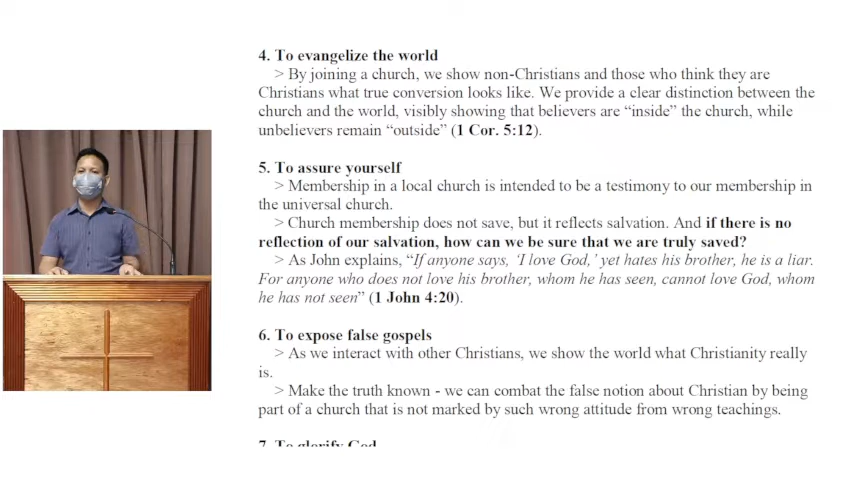 4. To evangelize the world
> By joining a church, we show non-Christians and those who think they are
Christians what true conversion looks like. We provide a clear distinction between the
church and the world, visibly showing that believers are “inside” the church, while
unbelievers remain “outside” (1 Cor. 5:12).
5. To assure yourself
> Membership in a local church is intended to be a testimony to our membership in
the universal church.
> Church membership does not save, but it reflects salvation. And if there is no
reflection of our salvation, how can we be sure that we are truly saved?
> As John explains, “If anyone says, ‘I love God,’ yet hates his brother, he is a liar.
For anyone who does not love his brother, whom he has seen, cannot love God, whom
he has not seen” (1 John 4:20).
6. To expose false gospels
> As we interact with other Christians, we show the world what Christianity really
is.
> Make the truth known - we can combat the false notion about Christian by being
part of a church that is not marked by such wrong attitude from wrong teachings.
7. To glorify God